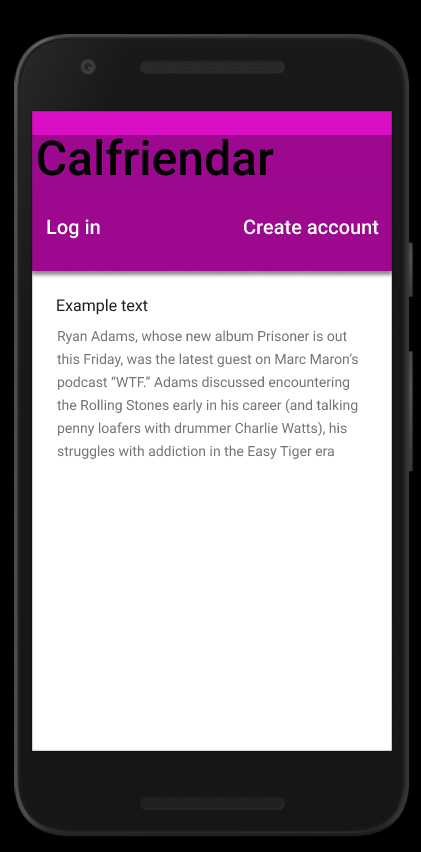 Calfriendar
Log in Create account
Example text
Ryan Adams, whose new album Prisoner is out
this Friday, was the latest guest on Marc Maron’s
podcast “WTF.” Adams discussed encountering
the Rolling Stones early in his career (and talking
penny loafers with drummer Charlie Watts), his
struggles with addiction in the Easy Tiger era